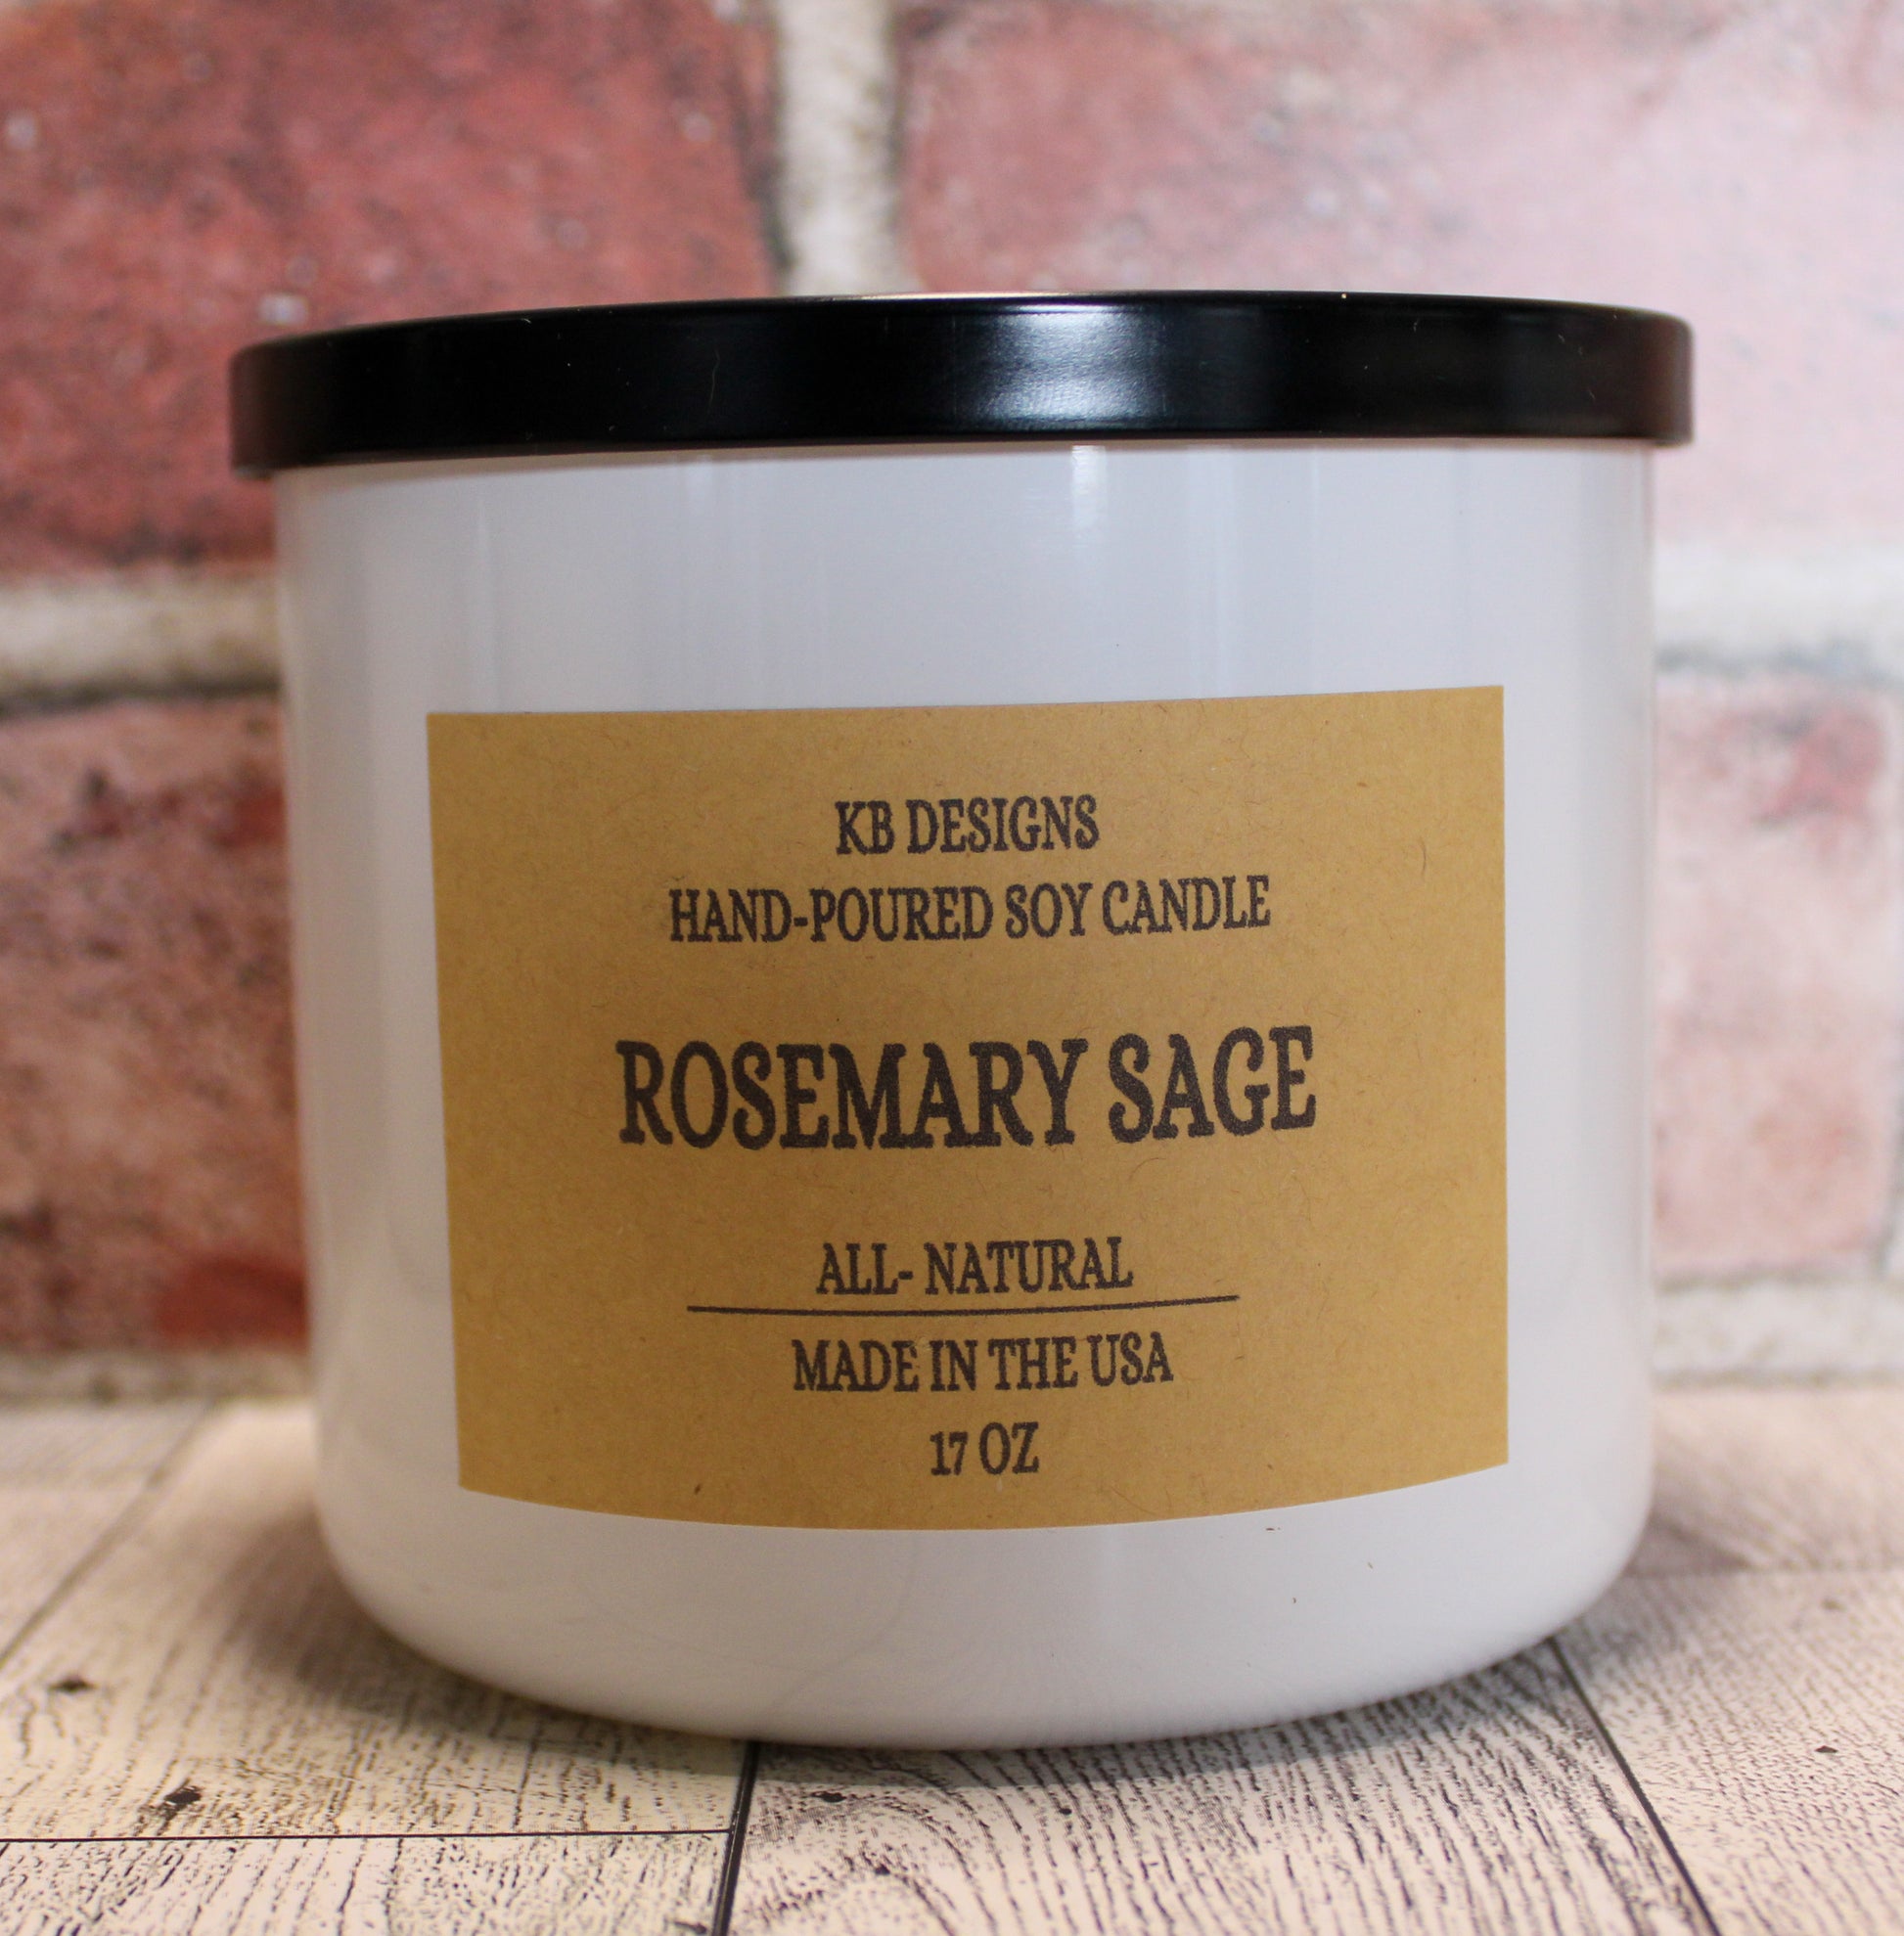 KB DESIGNS
HAND-POURED SOY CANDLE
ROSEMARY SAGE
ALL- NATURAL
MADE IN THE USA
17 OZ